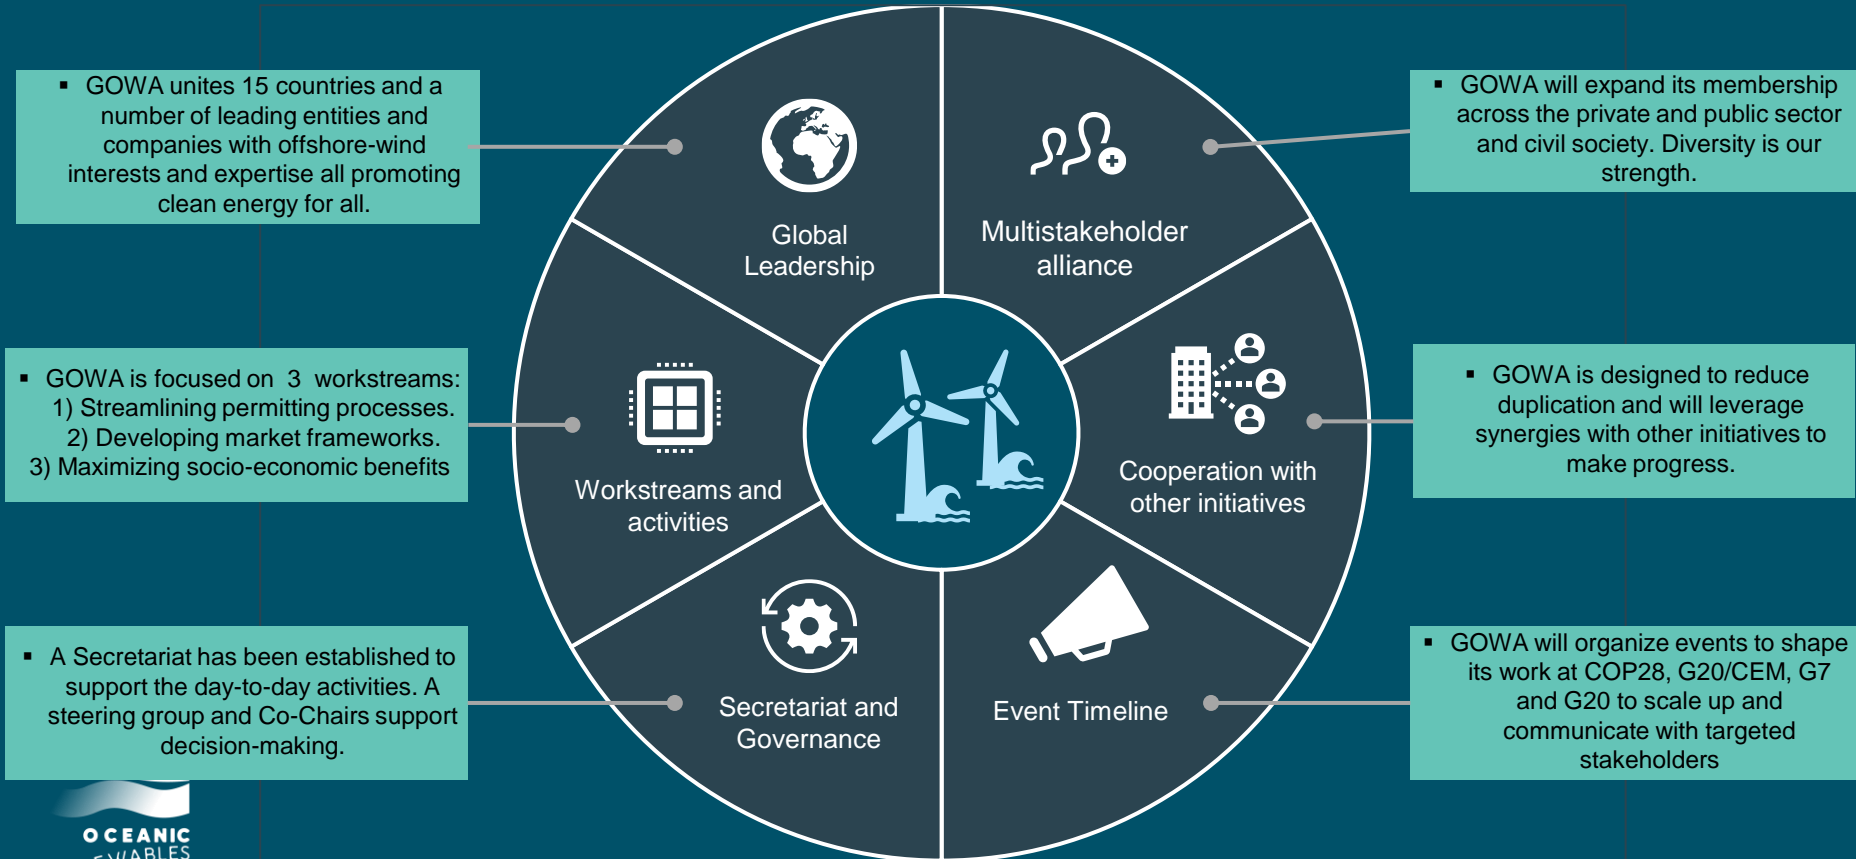 ▪ GOWA unites 15 countries and a
number of leading entities and
companies with offshore-wind
interests and expertise all promoting
clean energy for all.
Global
Leadership
Multistakeholder
alliance
▪ GOWA will expand its membership
across the private and public sector
and civil society. Diversity is our
strength.
▪ GOWA is focused on 3 workstreams:
1) Streamlining permitting processes.
2) Developing market frameworks.
3) Maximizing socio-economic benefits
Workstreams and
activities
Cooperation with
other initiatives
▪ GOWA is designed to reduce
duplication and will leverage
synergies with other initiatives to
make progress.
▪ A Secretariat has been established to
support the day-to-day activities. A
steering group and Co-Chairs support
decision-making.
Secretariat and
Governance
Event Timeline
▪ GOWA will organize events to shape
its work at COP28, G20/CEM, G7
and G20 to scale up and
communicate with targeted
stakeholders
OCEANIC